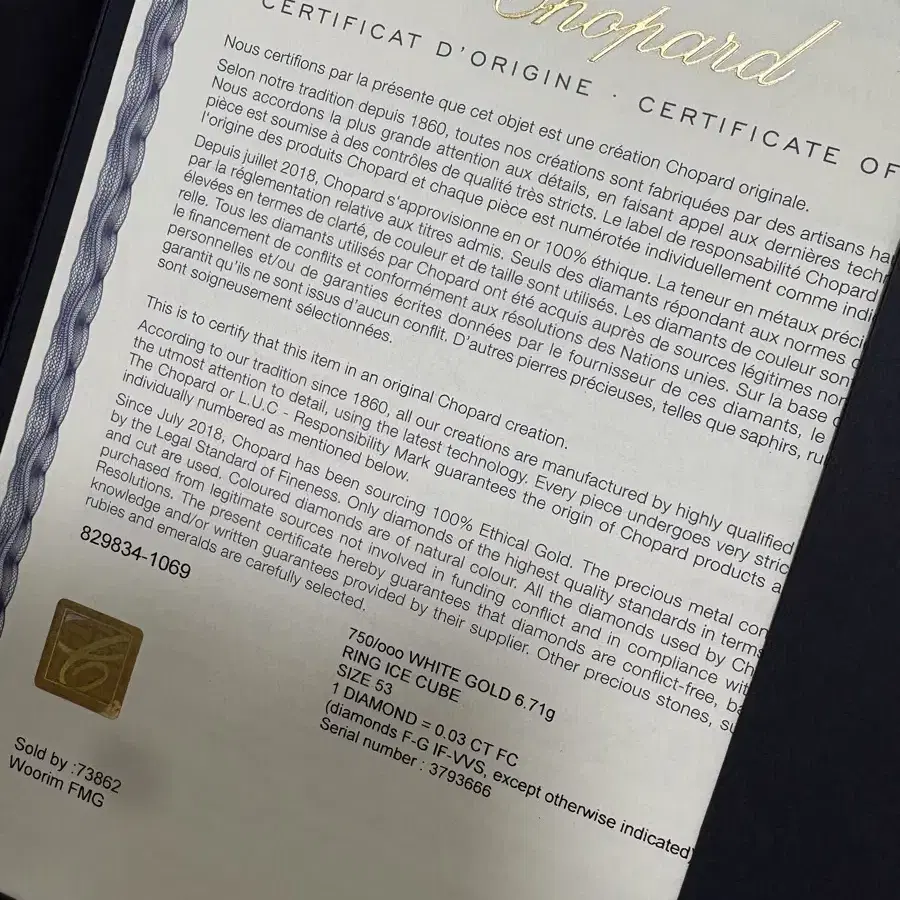 Chopard
CERTIFICAT D'ORIGINE · CERTIFICATE OF
Nous certifions par la présente que cet objet est une création Chopard originale.
Selon notre tradition depuis 1860, toutes nos créations sont fabriquées par des artisans ha
Nous accordons la plus grande attention aux détails, en faisant appel aux dernières tech
pièce est soumise à des contrôles de qualité très stricts. Le label de responsabilité Chopard
l'origine des produits Chopard et chaque pièce est numérotée individuellement comme indi
Depuis juillet 2018, Chopard s'approvisionne en or 100% éthique. La teneur en métaux préci
par la réglementation relative aux titres admis. Seuls des diamants répondant aux normes
élevées en termes de clarté, de couleur et de taille sont utilisés. Les diamants de couleur son
relle. Tous les diamants utilisés par Chopard ont été acquis auprès de sources légitimes non
le financement de conflits et conformément aux résolutions des Nations unies. Sur la base
personnelles et/ou de garanties écrites données par le fournisseur de ces diamants, le
garantit qu'ils ne sont issus d'aucun conflit. D'autres pierres précieuses, telles que saphirs, ru
sont soigneusement sélectionnées.
This is to certify that this item in an original Chopard creation.
According to our tradition since 1860, all our creations are manufactured by highly qualified
the utmost attention to detail, using the latest technology. Every piece undergoes very stric
The Chopard or L.U.C - Responsibility Mark guarantees the origin of Chopard products a
individually numbered as mentioned below.
Since July 2018, Chopard has been sourcing 100% Ethical Gold. The precious metal con
by the Legal Standard of Fineness. Only diamonds of the highest quality standards in terms
and cut are used. Coloured diamonds are of natural colour. All the diamonds used by Ch
purchased from legitimate sources not involved in funding conflict and in compliance wit
Resolutions. The present certificate hereby guarantees that diamonds are conflict-free, ba
knowledge and/or written guarantees provided by their supplier. Other precious stones, su
rubies and emeralds are carefully selected.
829834-1069
750/ooo WHITE GOLD 6.71g
RING ICE CUBE
SIZE 53
1 DIAMOND = 0.03 CT FC
(diamonds F-G IF-VVS, except otherwise indicated)
Serial number : 3793666
Sold by :73862
Woorim FMG